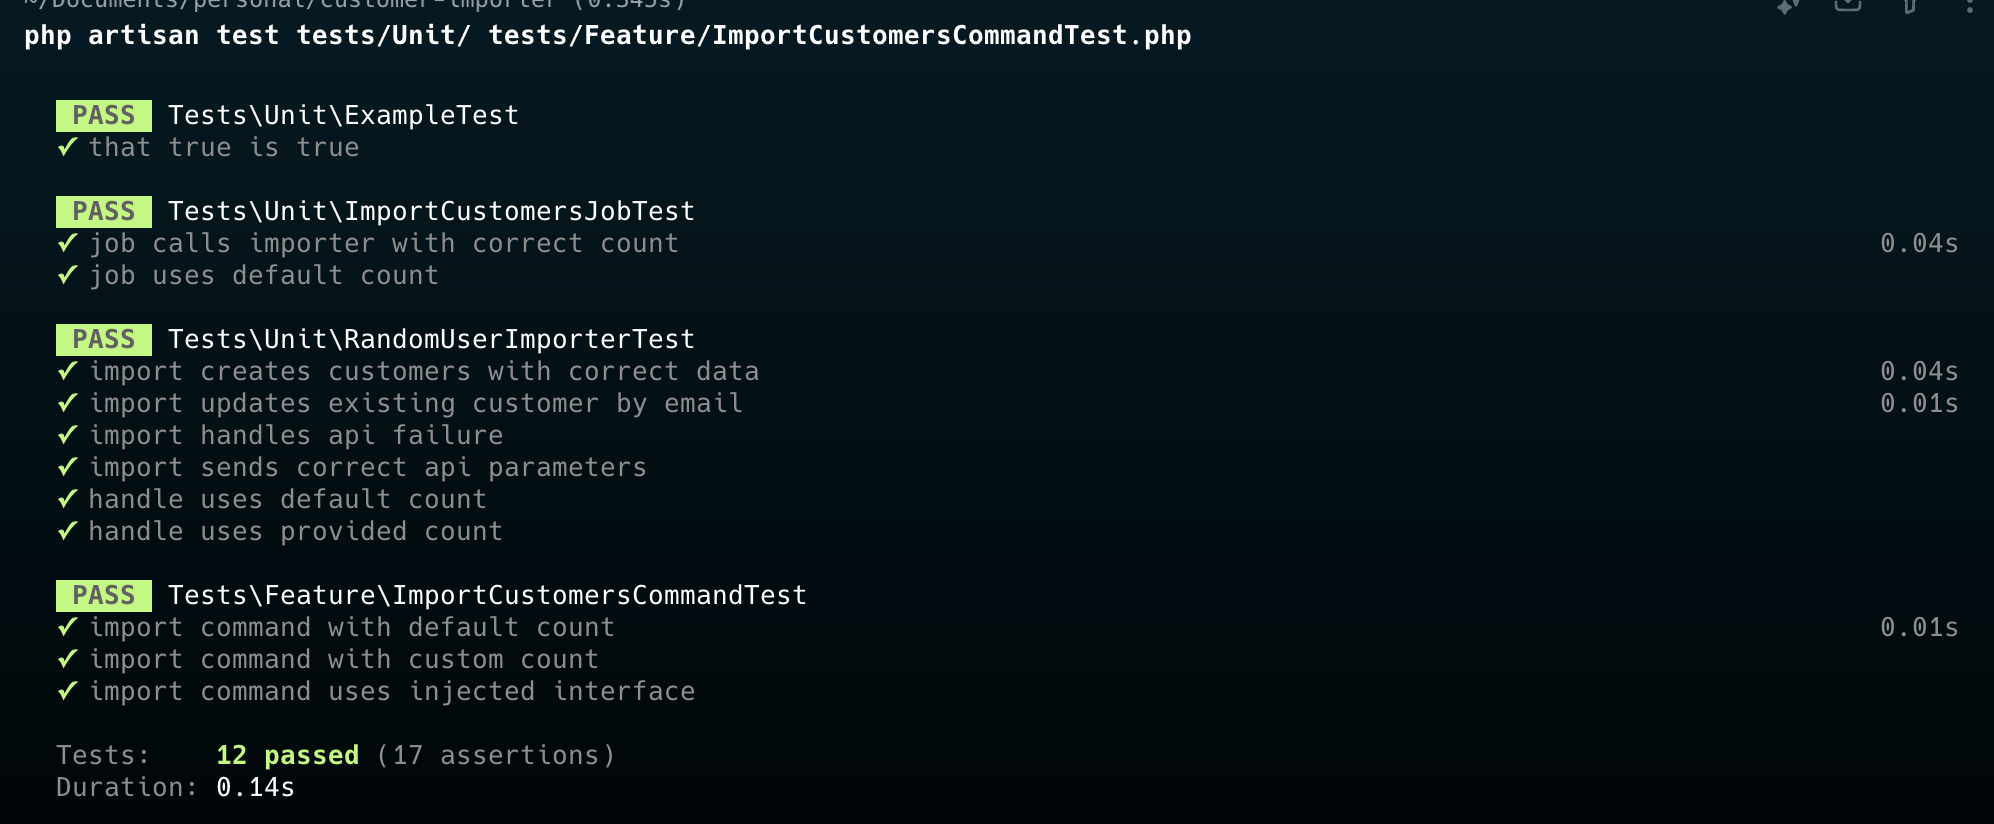 ~/Documents/personal/customer-importer (0.345s)
php artisan test tests/Unit/ tests/Feature/ImportCustomersCommandTest.php
PASS Tests\Unit\ExampleTest
✓ that true is true
PASS Tests\Unit\ImportCustomersJobTest
✓ job calls importer with correct count 0.04s
✓ job uses default count
PASS Tests\Unit\RandomUserImporterTest
✓ import creates customers with correct data 0.04s
✓ import updates existing customer by email 0.01s
✓ import handles api failure
✓ import sends correct api parameters
✓ handle uses default count
✓ handle uses provided count
PASS Tests\Feature\ImportCustomersCommandTest
✓ import command with default count 0.01s
✓ import command with custom count
✓ import command uses injected interface
Tests: 12 passed (17 assertions)
Duration: 0.14s